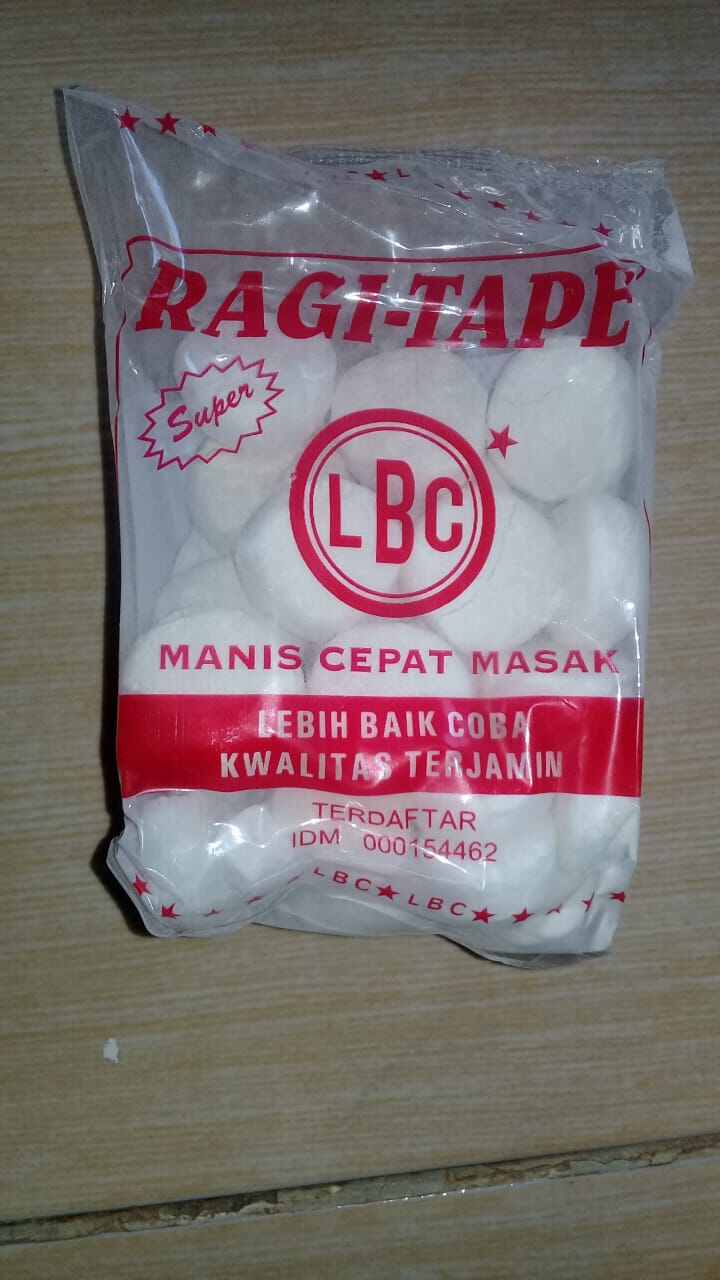 RAGI-TAPE
Super
LBC
MANIS CEPAT MASAK
LEBIH BAIK COBA
KWALITAS TERJAMIN
TERDAFTAR
IDM 000154462
LBC★LBC★